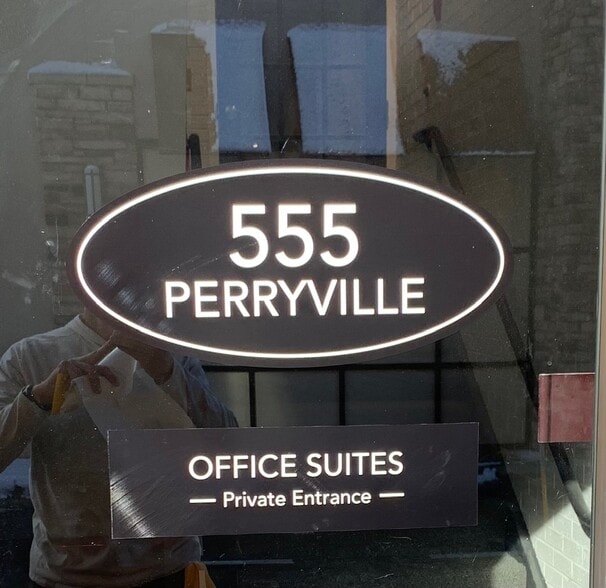 555
PERRYVILLE
OFFICE SUITES
— Private Entrance —